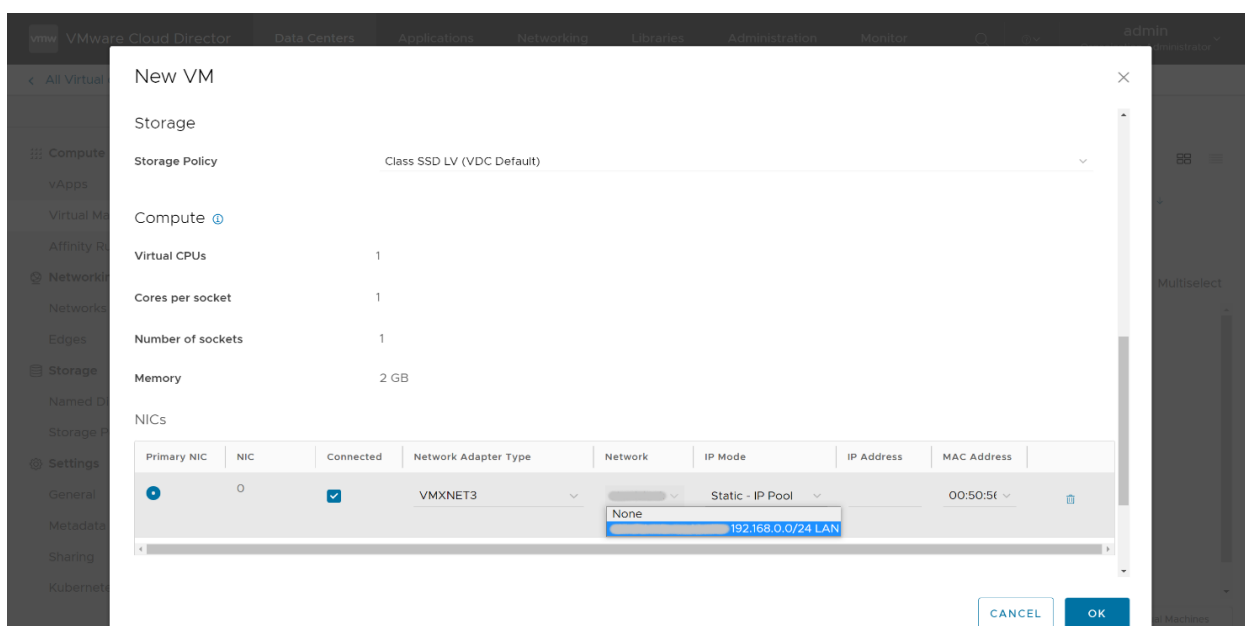 vmw VMware Cloud Director Data Centers Applications Networking Libraries Administration Monitor admin
All Virtual
New VM
Storage
Storage Policy Class SSD LV (VDC Default)
Compute
vApps
Virtual Ma
Compute
Affinity Ru
Virtual CPUs 1
Networkin
Multiselect
Cores per socket 1
Networks
Edges
Number of sockets 1
Storage
Memory 2 GB
Named Di
NICs
Storage P
Primary NIC NIC Connected Network Adapter Type Network IP Mode IP Address MAC Address
Settings
General
0 VMXNET3 Static - IP Pool 00:50:56
None
192.168.0.0/24 LAN
Metadata
Sharing
Kubernete
CANCEL OK